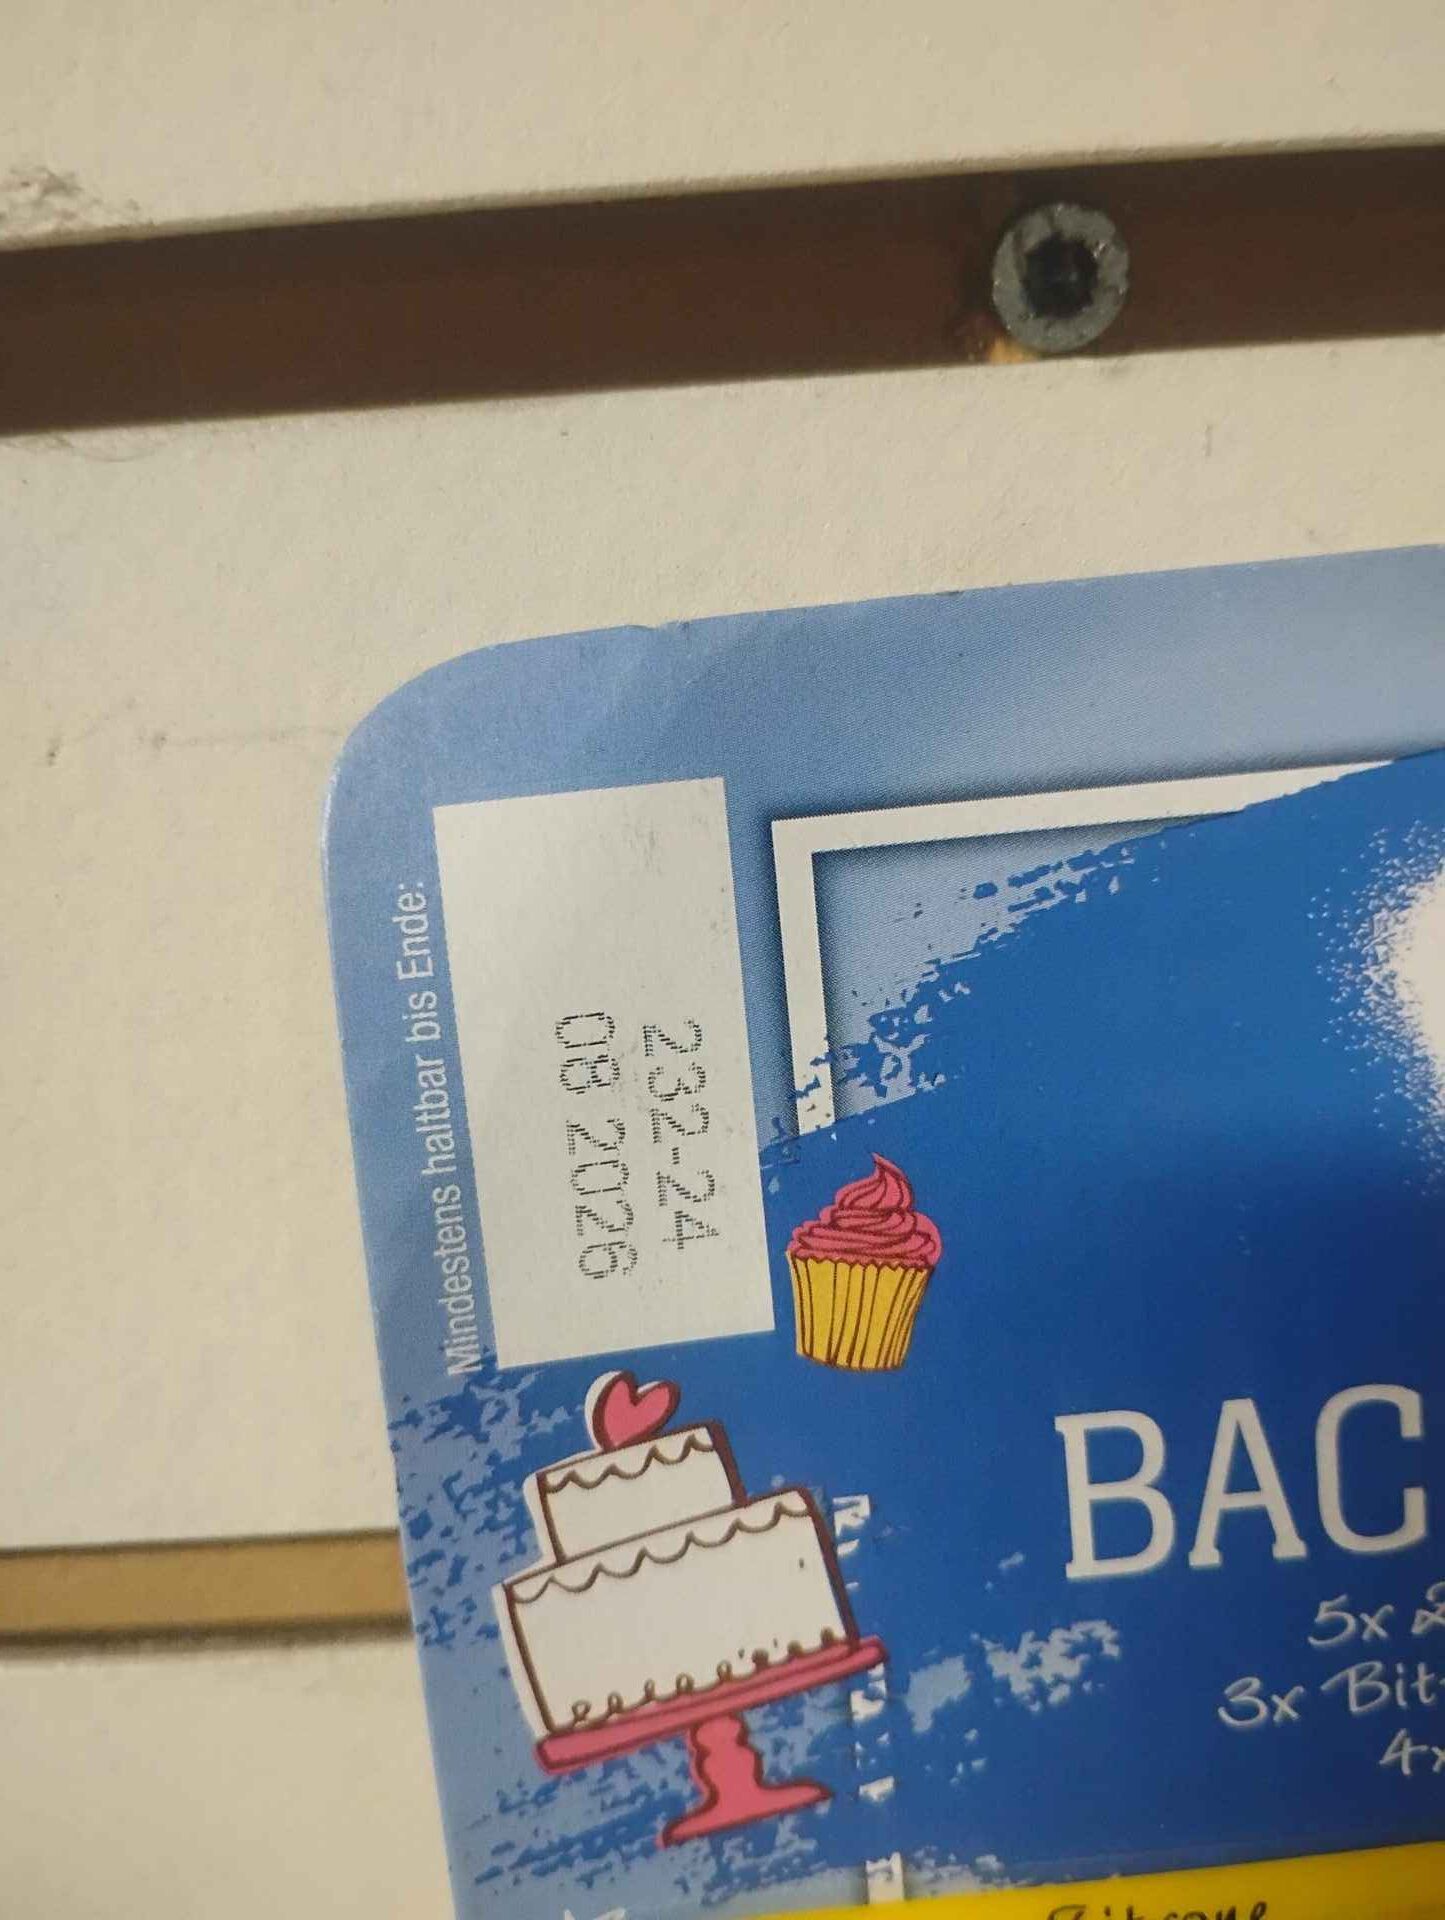 Mindestens haltbar bis Ende:
08 2026
232-24
BAC
5x
3x Bit-
4x